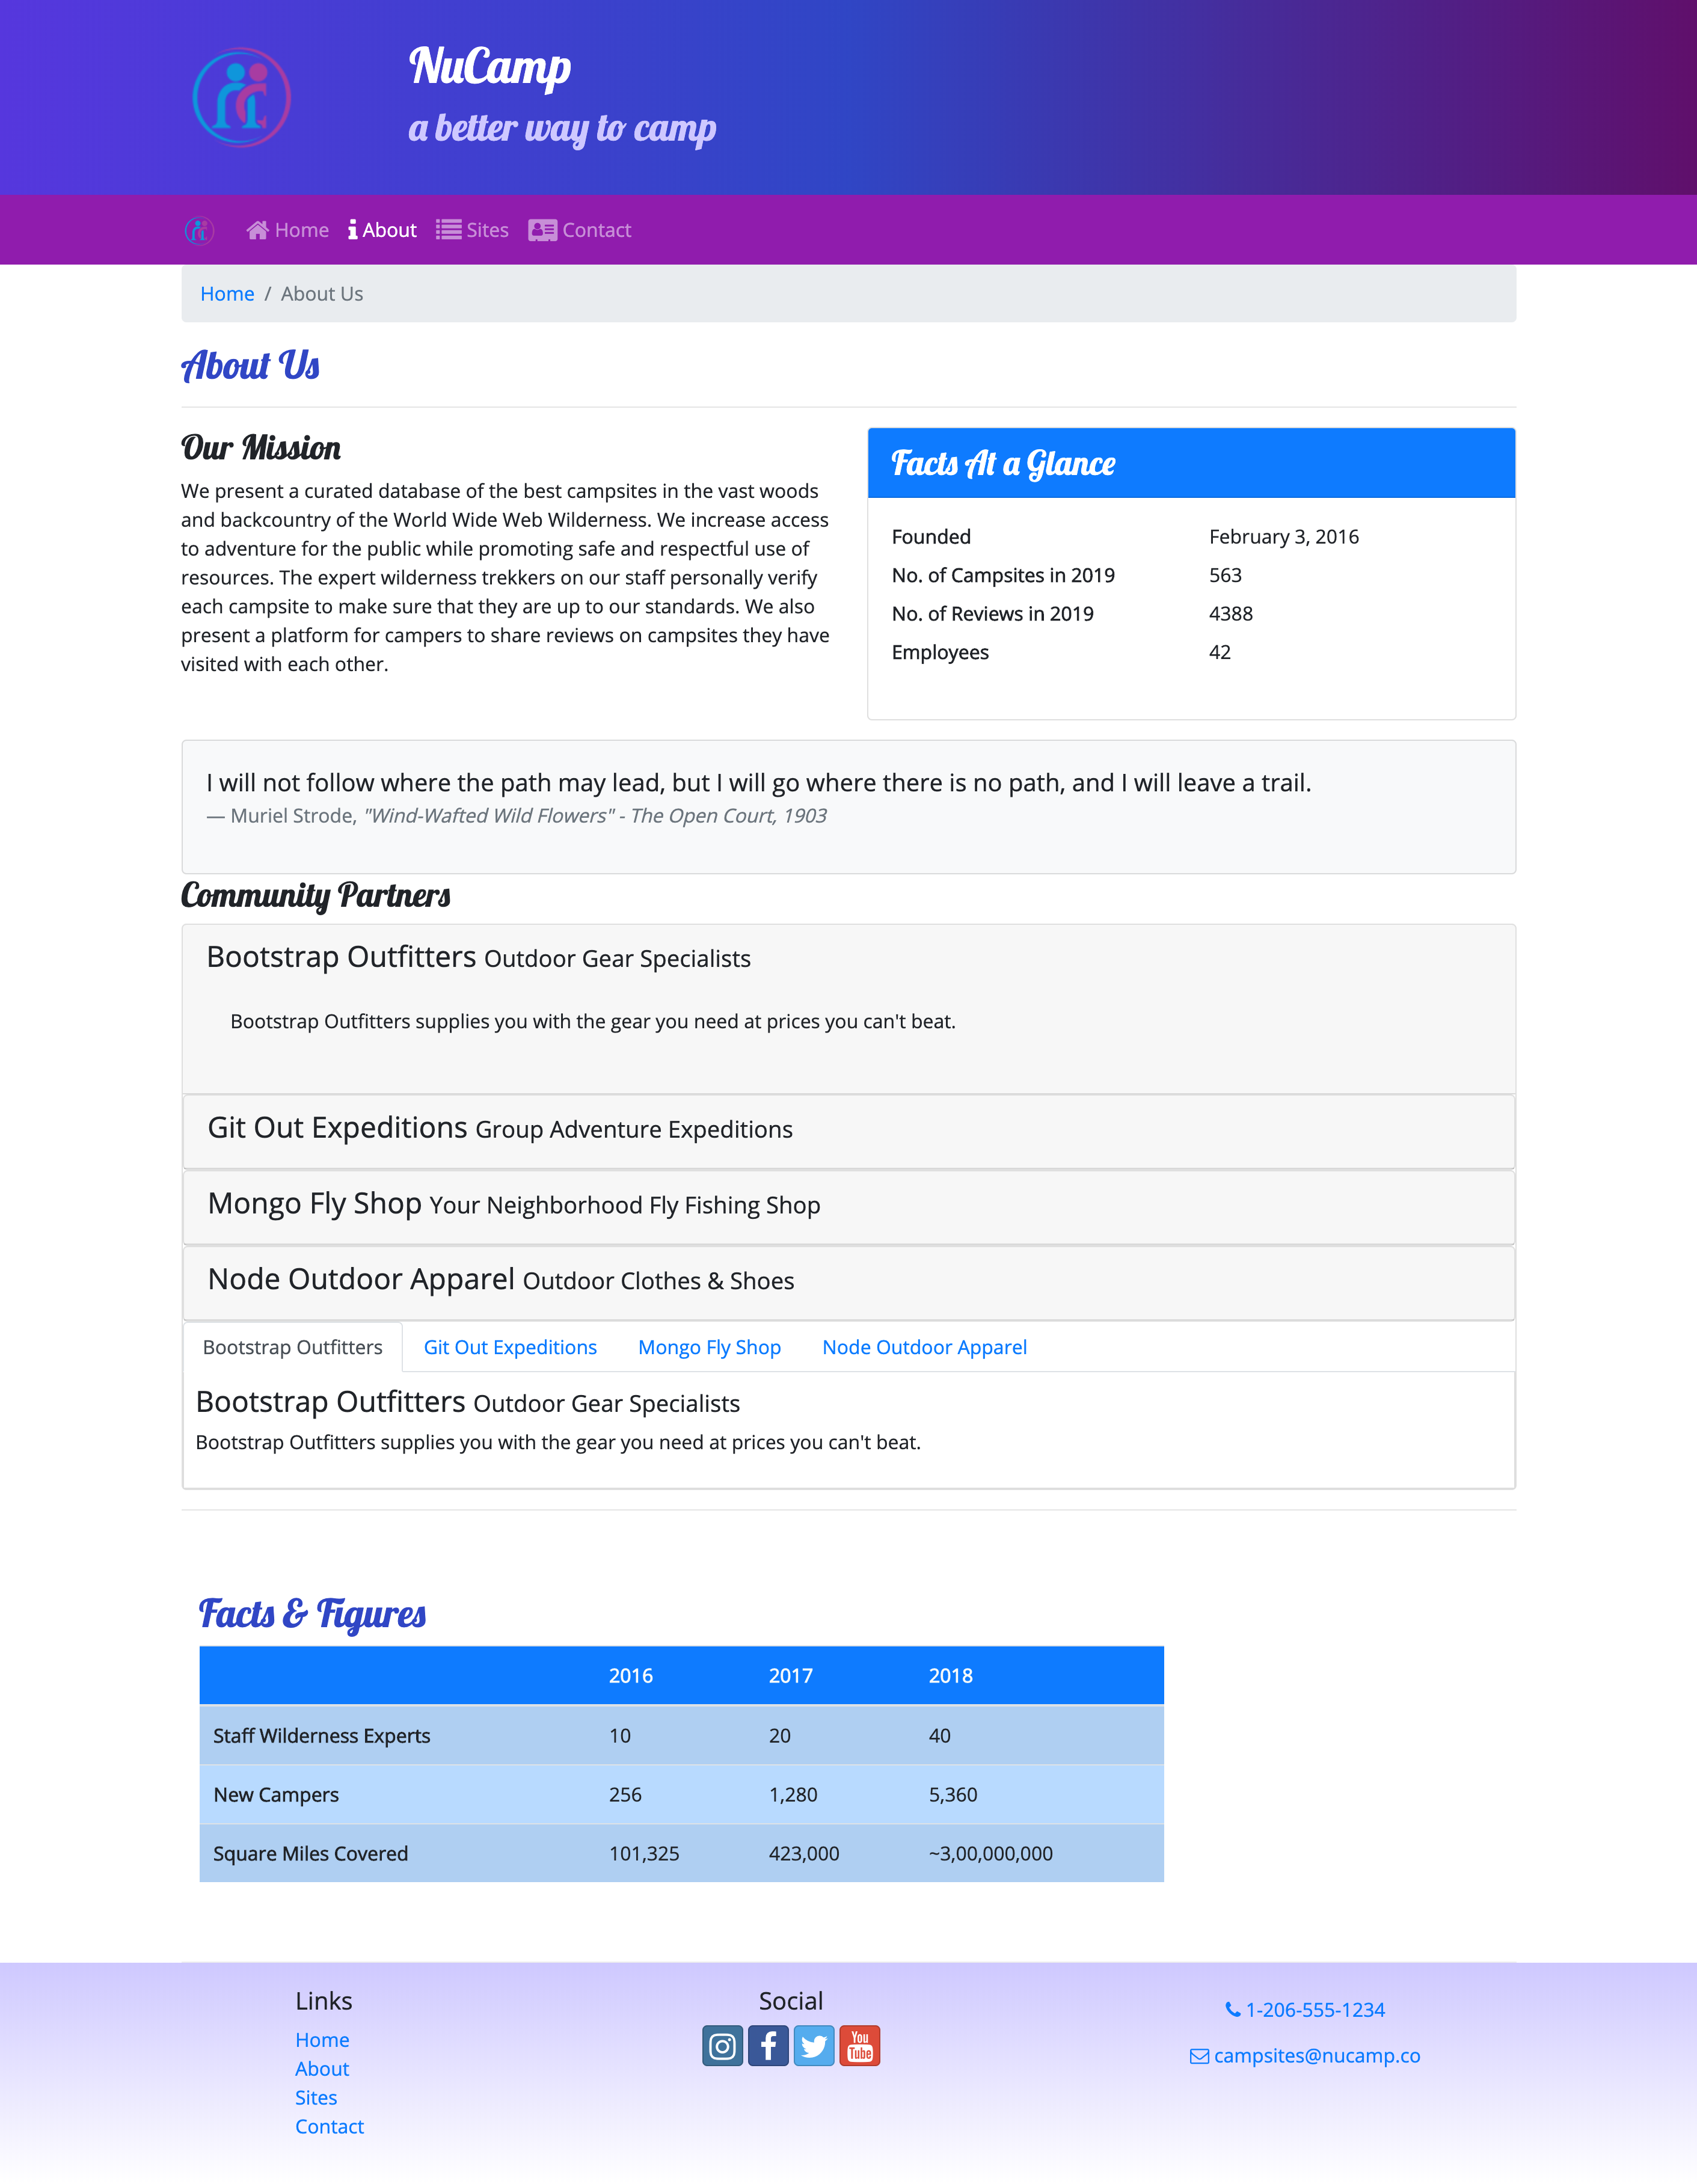 NuCamp
a better way to camp
Home About Sites Contact
Home / About Us
About Us
Our Mission
We present a curated database of the best campsites in the vast woods
and backcountry of the World Wide Web Wilderness. We increase access
to adventure for the public while promoting safe and respectful use of
resources. The expert wilderness trekkers on our staff personally verify
each campsite to make sure that they are up to our standards. We also
present a platform for campers to share reviews on campsites they have
visited with each other.
Facts At a Glance
Founded February 3, 2016
No. of Campsites in 2019 563
No. of Reviews in 2019 4388
Employees 42
I will not follow where the path may lead, but I will go where there is no path, and I will leave a trail.
— Muriel Strode, "Wind-Wafted Wild Flowers" - The Open Court, 1903
Community Partners
Bootstrap Outfitters Outdoor Gear Specialists
Bootstrap Outfitters supplies you with the gear you need at prices you can't beat.
Git Out Expeditions Group Adventure Expeditions
Mongo Fly Shop Your Neighborhood Fly Fishing Shop
Node Outdoor Apparel Outdoor Clothes & Shoes
Bootstrap Outfitters Git Out Expeditions Mongo Fly Shop Node Outdoor Apparel
Bootstrap Outfitters Outdoor Gear Specialists
Bootstrap Outfitters supplies you with the gear you need at prices you can't beat.
Facts & Figures
2016 2017 2018
Staff Wilderness Experts 10 20 40
New Campers 256 1,280 5,360
Square Miles Covered 101,325 423,000 ~3,00,000,000
Links
Home
About
Sites
Contact
Social
You
Tube
1-206-555-1234
campsites@nucamp.co